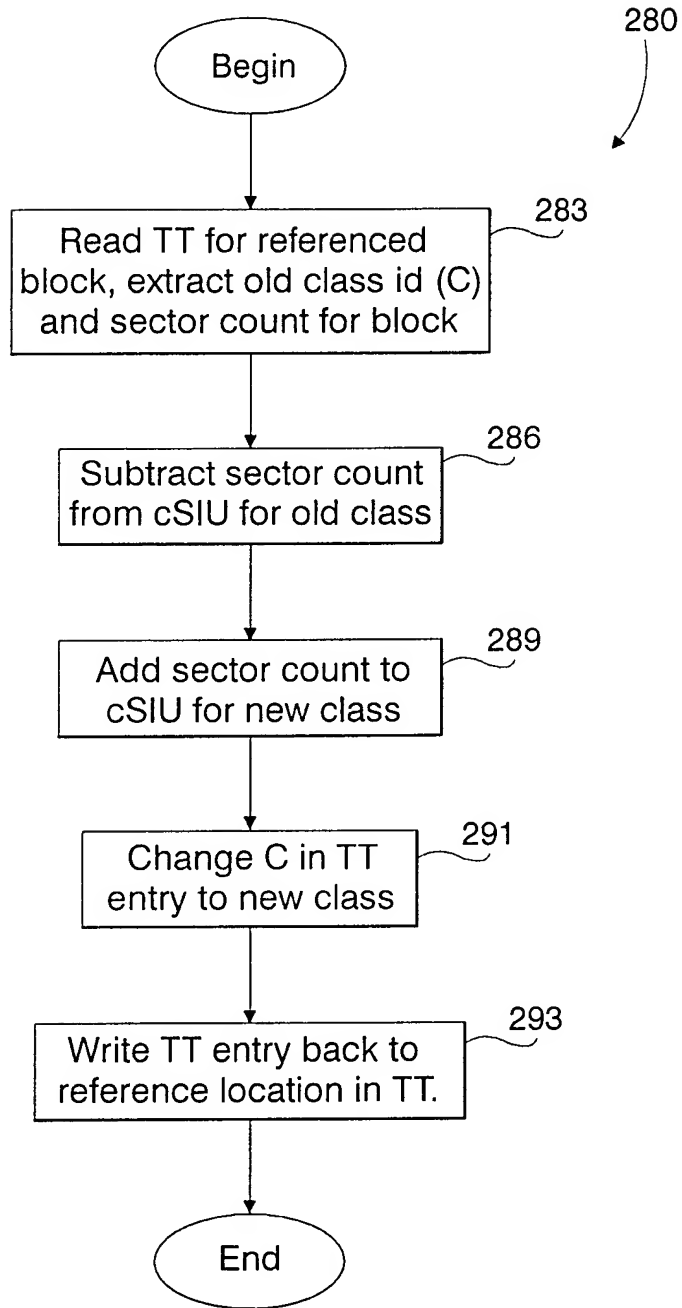 280
Begin
283
Read TT for referenced
block, extract old class id (C)
and sector count for block
286
Subtract sector count
from cSIU for old class
289
Add sector count to
cSIU for new class
291
Change C in TT
entry to new class
293
Write TT entry back to
reference location in TT.
End